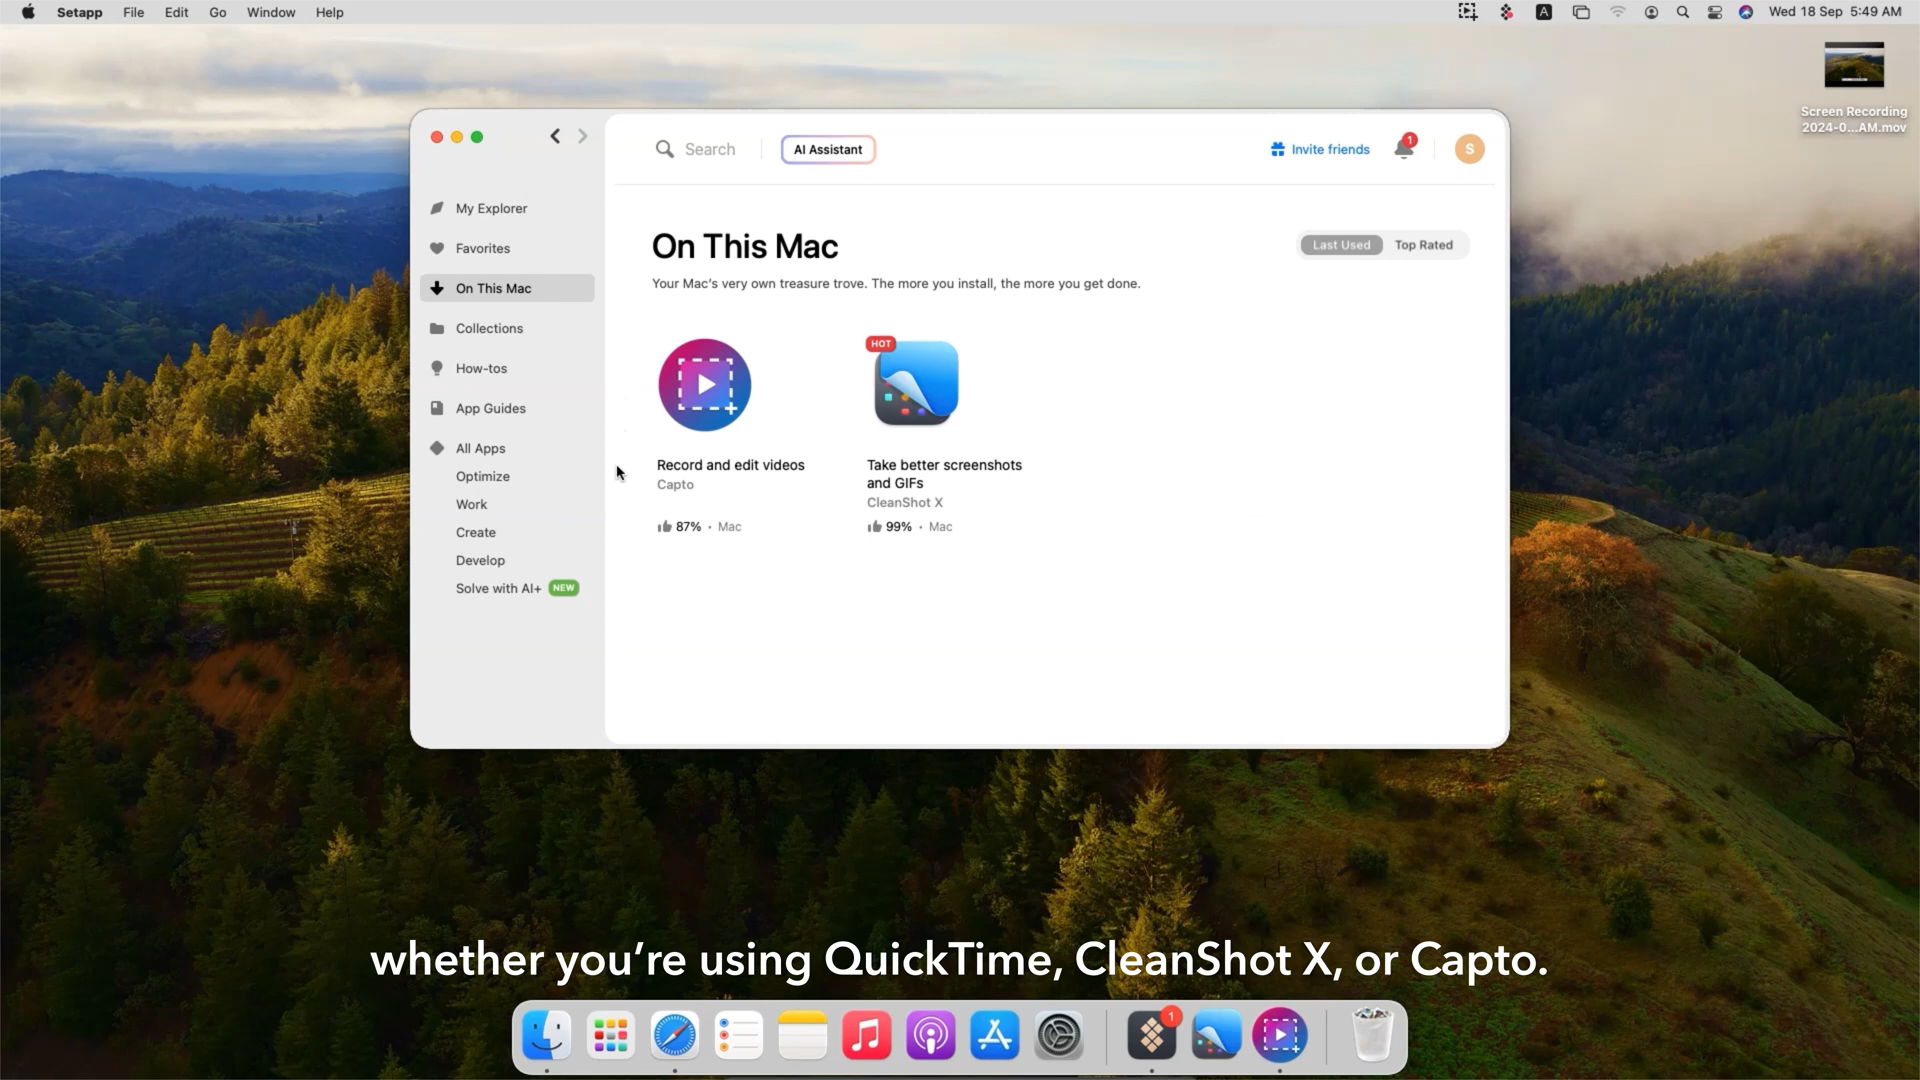 Setapp File Edit Go Window Help
A
Wed 18 Sep 5:49 AM
Screen Recording
2024-0...AM.mov
Search
AI Assistant
Invite friends
1
S
My Explorer
Favorites
On This Mac
Collections
How-tos
App Guides
All Apps
Optimize
Work
Create
Develop
Solve with AI+ NEW
On This Mac
Last Used
Top Rated
Your Mac's very own treasure trove. The more you install, the more you get done.
Record and edit videos
Capto
87% • Mac
HOT
Take better screenshots
and GIFs
CleanShot X
99% • Mac
whether you're using QuickTime, CleanShot X, or Capto.
1